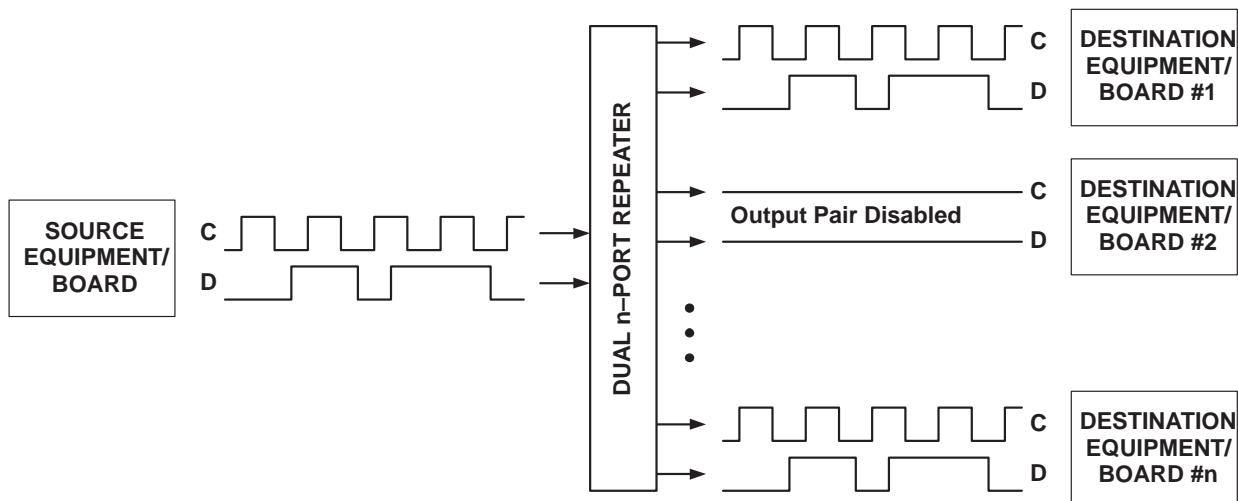 SOURCE
EQUIPMENT/
BOARD
C
D
DUAL n–PORT REPEATER
C
D
DESTINATION
EQUIPMENT/
BOARD #1
C
Output Pair Disabled
D
DESTINATION
EQUIPMENT/
BOARD #2
C
D
DESTINATION
EQUIPMENT/
BOARD #n